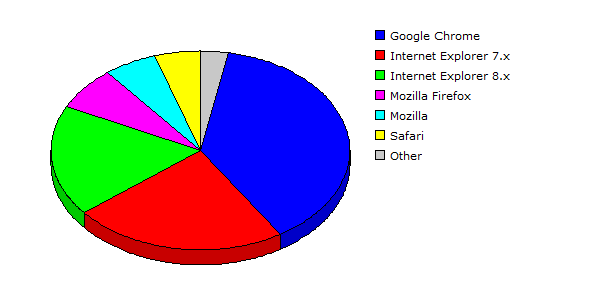 Google Chrome
Internet Explorer 7.x
Internet Explorer 8.x
Mozilla Firefox
Mozilla
Safari
Other